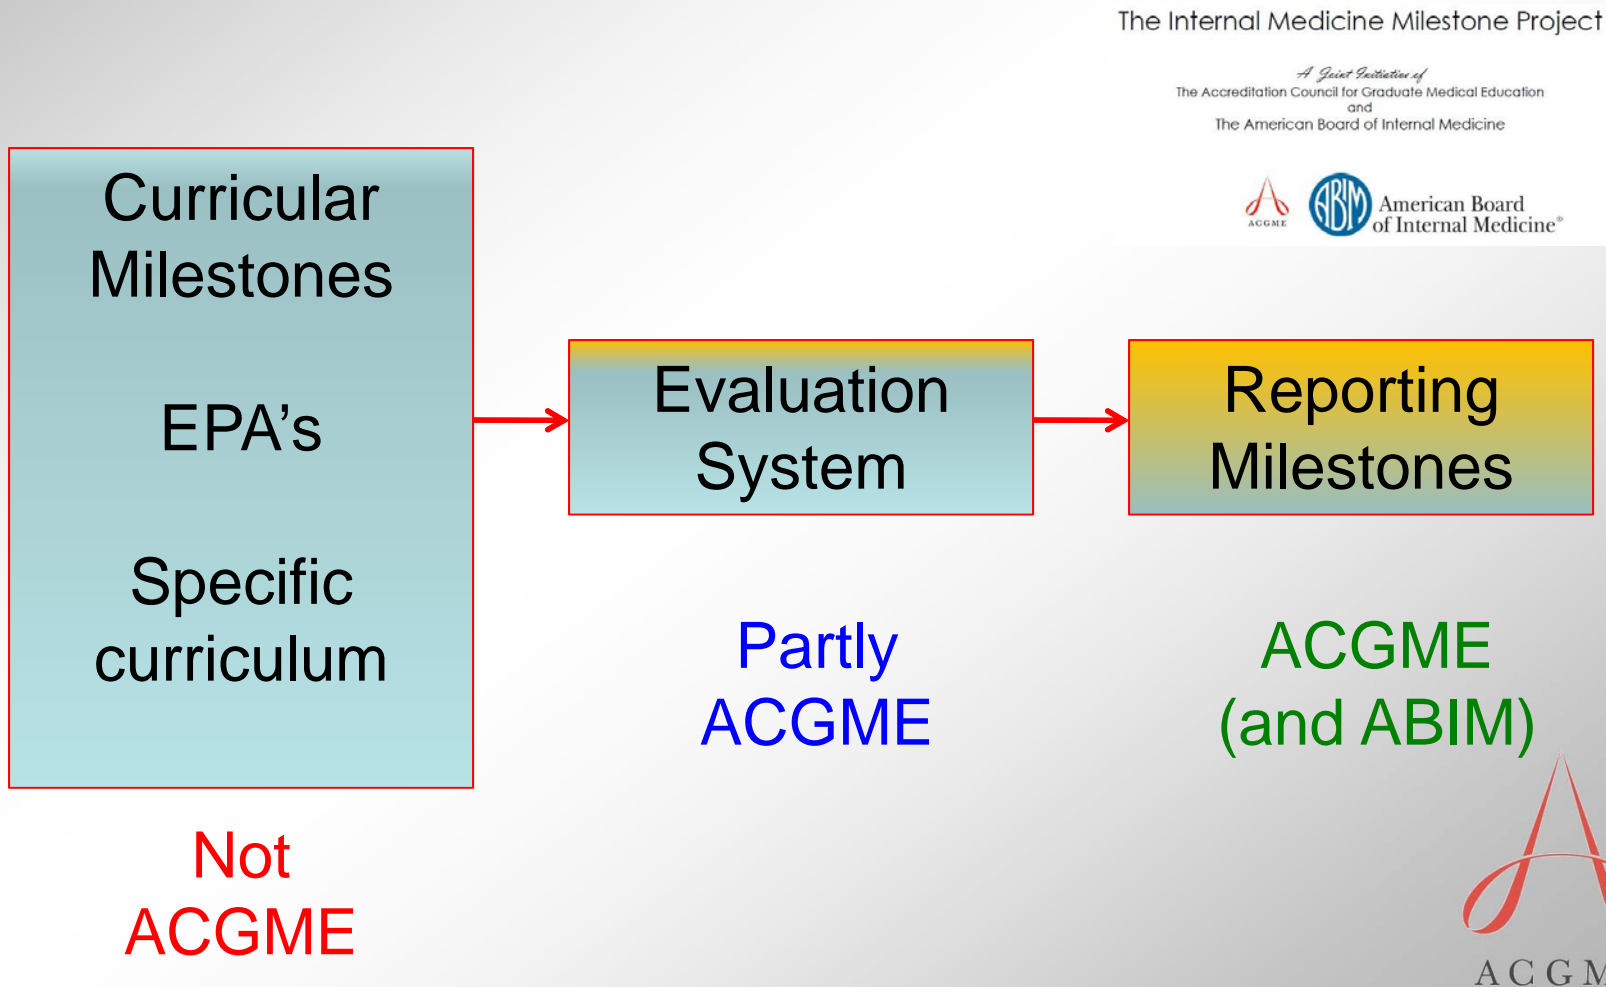 The Internal Medicine Milestone Project
A Joint Initiative of
The Accreditation Council for Graduate Medical Education
and
The American Board of Internal Medicine
ACGME
ABIM
American Board
of Internal Medicine®
Curricular
Milestones
EPA’s
Specific
curriculum
Not
ACGME
Evaluation
System
Partly
ACGME
Reporting
Milestones
ACGME
(and ABIM)
ACGM